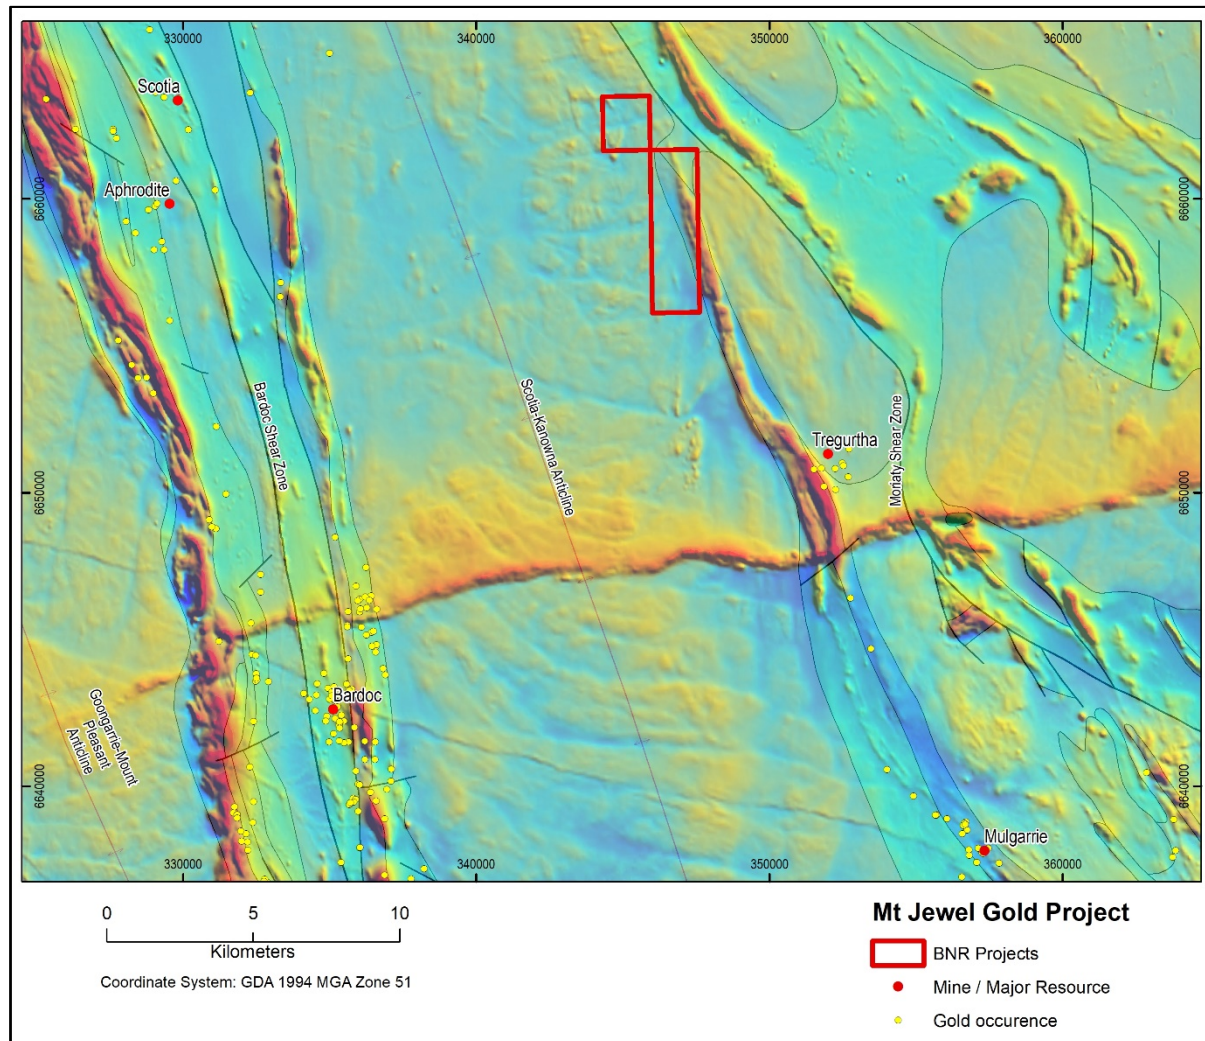 330000
340000
350000
360000
Scotia
Aphrodite
6660000
6660000
Bardoc Shear Zone
Scotia-Kanowna Anticline
Tregurtha
Moriaty Shear Zone
6650000
6650000
Bardoc
Goongarrie-Mount
Pleasant
Anticline
6640000
6640000
Mulgarrie
330000
340000
350000
360000
0 5 10
Kilometers
Coordinate System: GDA 1994 MGA Zone 51
Mt Jewel Gold Project
BNR Projects
Mine / Major Resource
Gold occurence